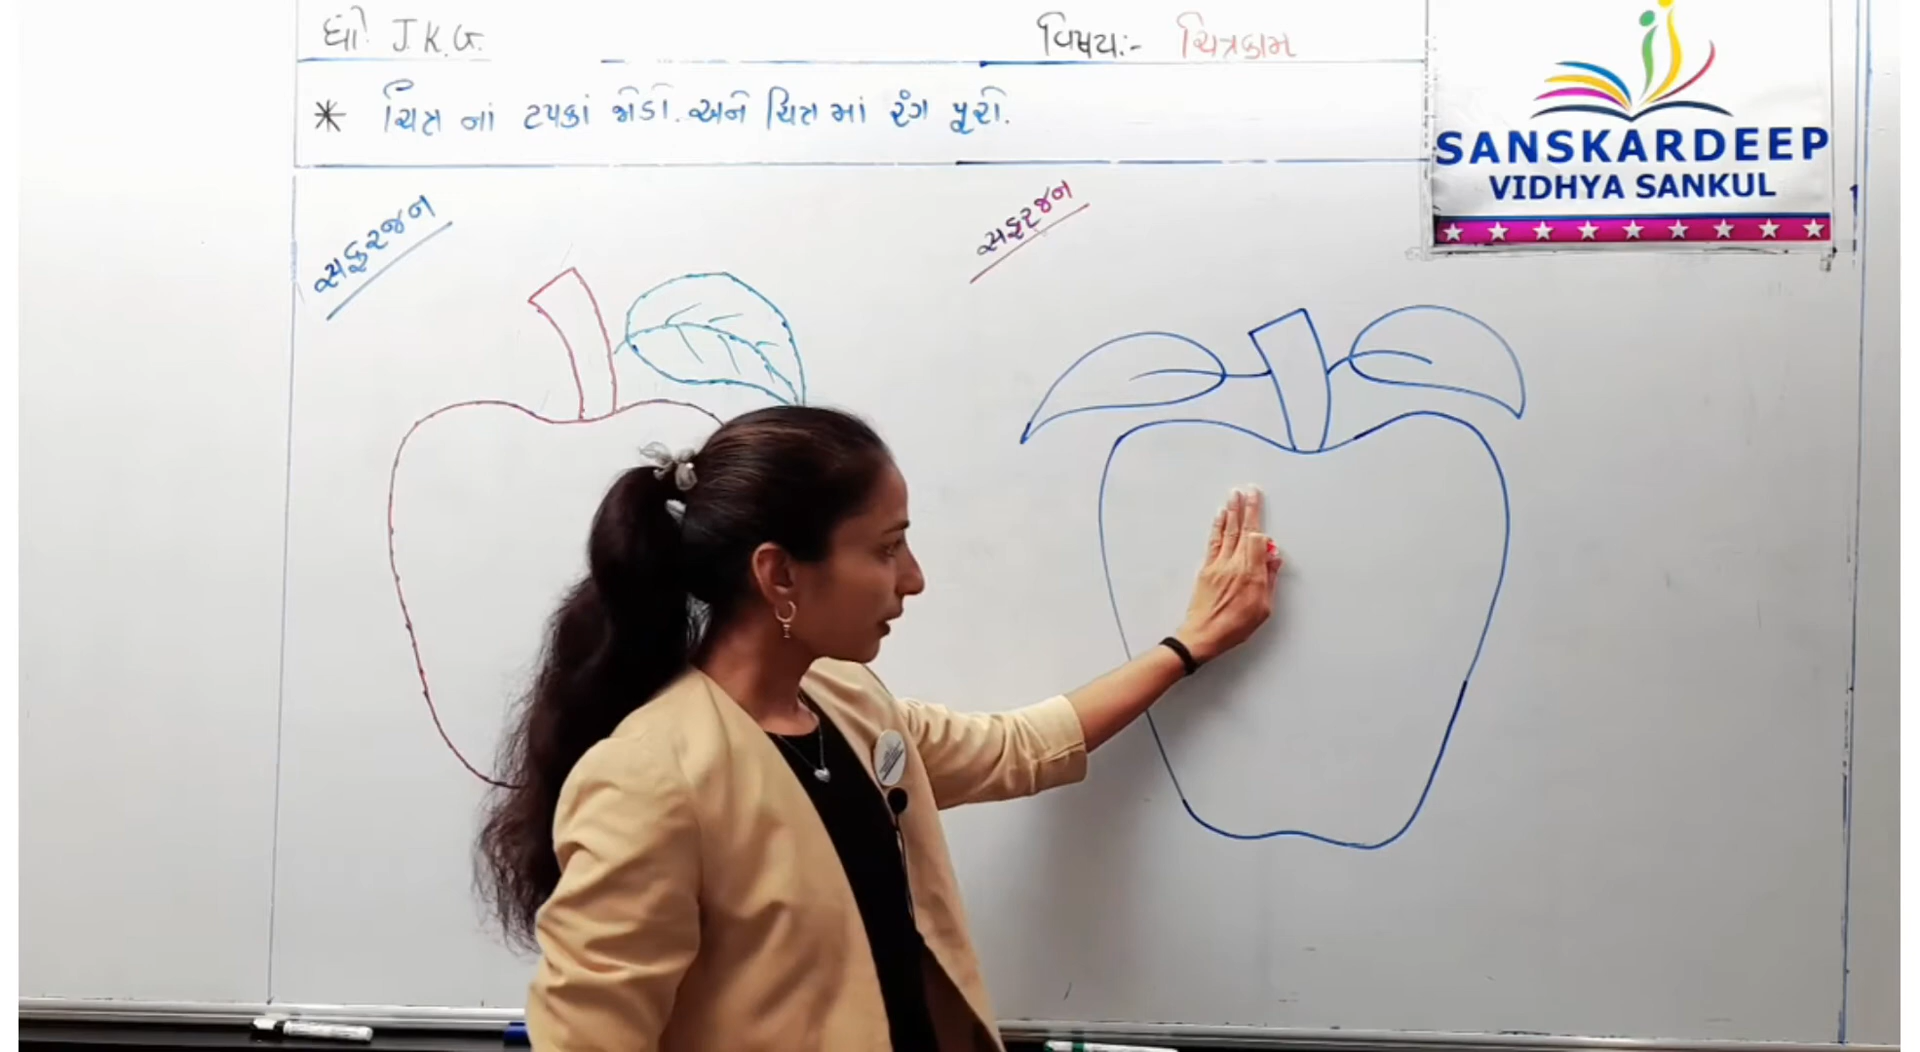 ધો. J.K.G.
વિષય:- ચિત્રકામ
* ચિત્ર નાં ટપકાં જોડો. અને ચિત્ર માં રંગ પૂરો.
સફરજન
સફરજન
SANSKARDEEP
VIDHYA SANKUL